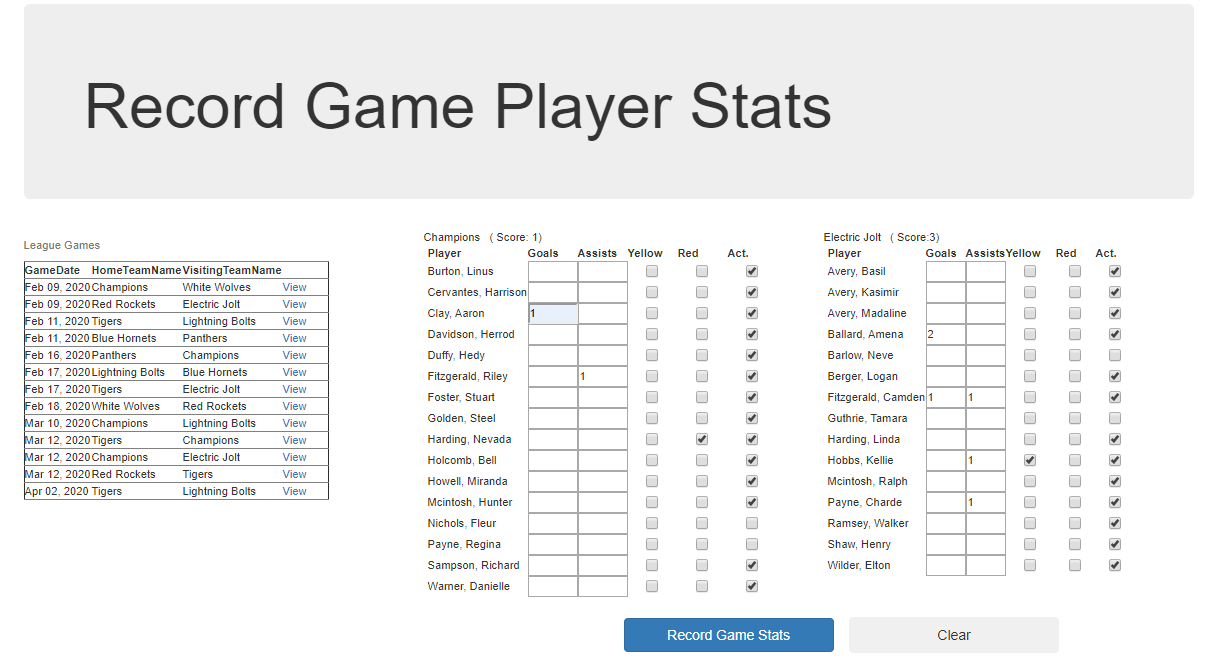 Record Game Player Stats
League Games
GameDate HomeTeamName VisitingTeamName
Feb 09, 2020 Champions White Wolves View
Feb 09, 2020 Red Rockets Electric Jolt View
Feb 11, 2020 Tigers Lightning Bolts View
Feb 11, 2020 Blue Hornets Panthers View
Feb 16, 2020 Panthers Champions View
Feb 17, 2020 Lightning Bolts Blue Hornets View
Feb 17, 2020 Tigers Electric Jolt View
Feb 18, 2020 White Wolves Red Rockets View
Mar 10, 2020 Champions Lightning Bolts View
Mar 12, 2020 Tigers Champions View
Mar 12, 2020 Champions Electric Jolt View
Mar 12, 2020 Red Rockets Tigers View
Apr 02, 2020 Tigers Lightning Bolts View
Champions ( Score: 1)
Player Goals Assists Yellow Red Act.
Burton, Linus
Cervantes, Harrison
Clay, Aaron 1
Davidson, Herrod
Duffy, Hedy
Fitzgerald, Riley 1
Foster, Stuart
Golden, Steel
Harding, Nevada
Holcomb, Bell
Howell, Miranda
Mcintosh, Hunter
Nichols, Fleur
Payne, Regina
Sampson, Richard
Warner, Danielle
Electric Jolt ( Score:3)
Player Goals Assists Yellow Red Act.
Avery, Basil
Avery, Kasimir
Avery, Madaline
Ballard, Amena 2
Barlow, Neve
Berger, Logan
Fitzgerald, Camden 1 1
Guthrie, Tamara
Harding, Linda
Hobbs, Kellie 1
Mcintosh, Ralph
Payne, Charde 1
Ramsey, Walker
Shaw, Henry
Wilder, Elton
Record Game Stats
Clear